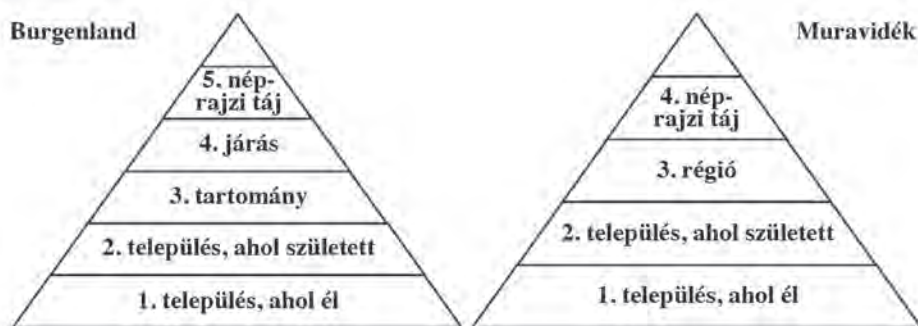 Burgenland
5. nép-
rajzi táj
4. járás
3. tartomány
2. település, ahol született
1. település, ahol él
Muravidék
4. nép-
rajzi táj
3. régió
2. település, ahol született
1. település, ahol él